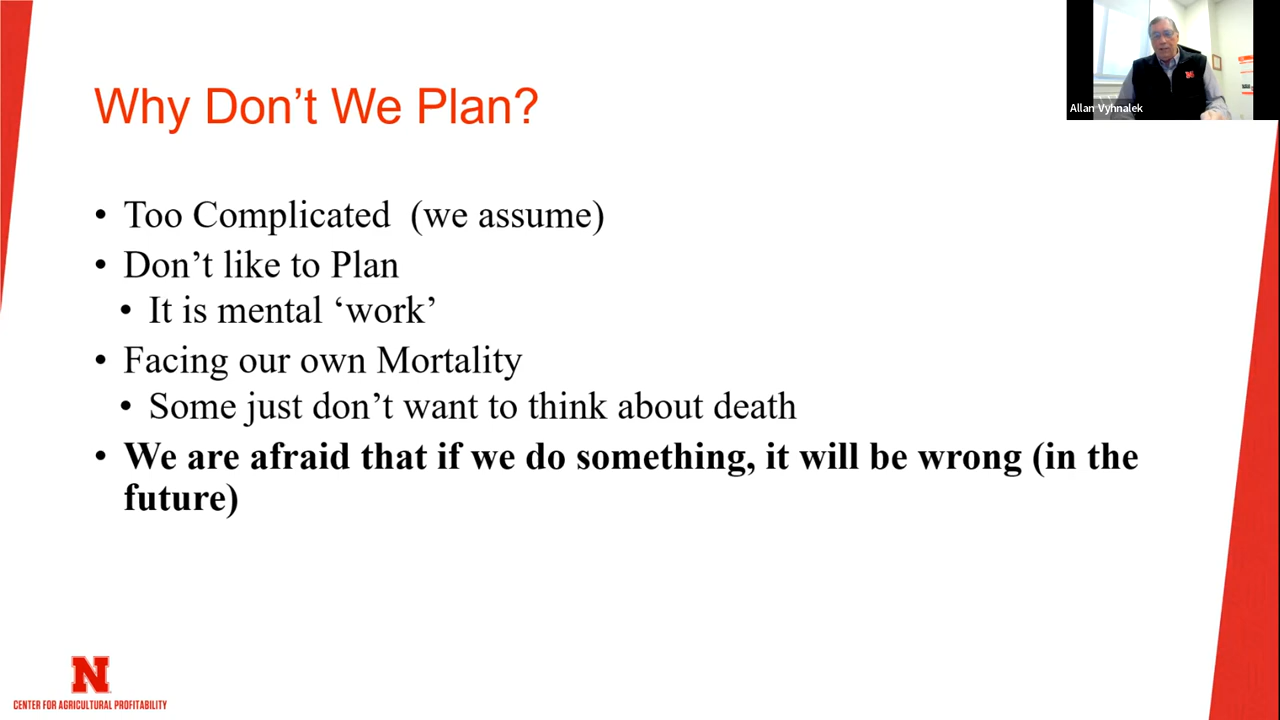 Allan Vyhnalek
Why Don’t We Plan?
• Too Complicated  (we assume)
• Don’t like to Plan
• It is mental ‘work’
• Facing our own Mortality
• Some just don’t want to think about death
• We are afraid that if we do something, it will be wrong (in the
future)
N
CENTER FOR AGRICULTURAL PROFITABILITY